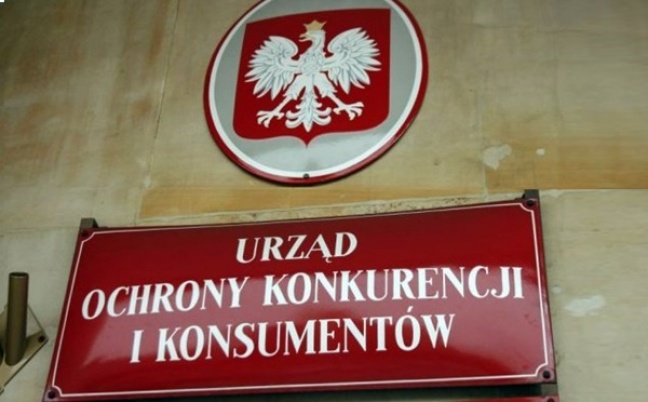 URZĄD
OCHRONY KONKURENCJI
I KONSUMENTÓW